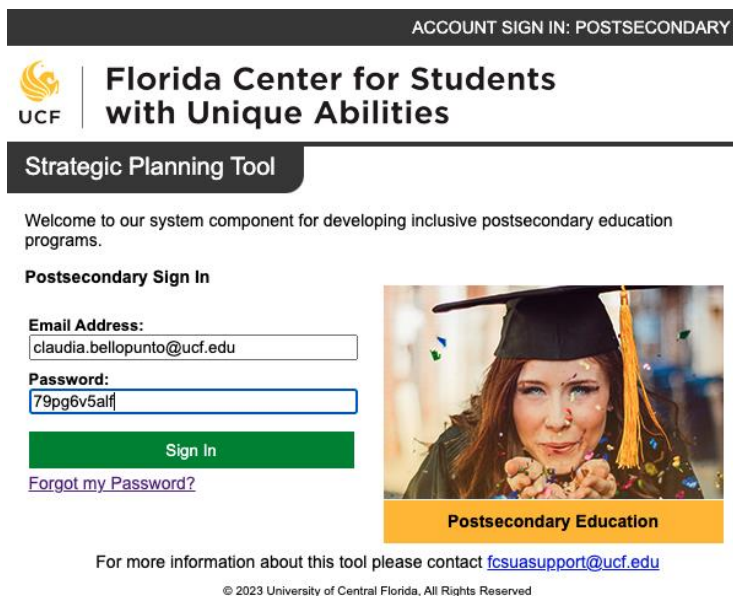 ACCOUNT SIGN IN: POSTSECONDARY
UCF
Florida Center for Students
with Unique Abilities
Strategic Planning Tool
Welcome to our system component for developing inclusive postsecondary education
programs.
Postsecondary Sign In
Email Address:
claudia.bellopunto@ucf.edu
Password:
79pg6v5alf
Sign In
Forgot my Password?
Postsecondary Education
For more information about this tool please contact fcsuasupport@ucf.edu
© 2023 University of Central Florida, All Rights Reserved